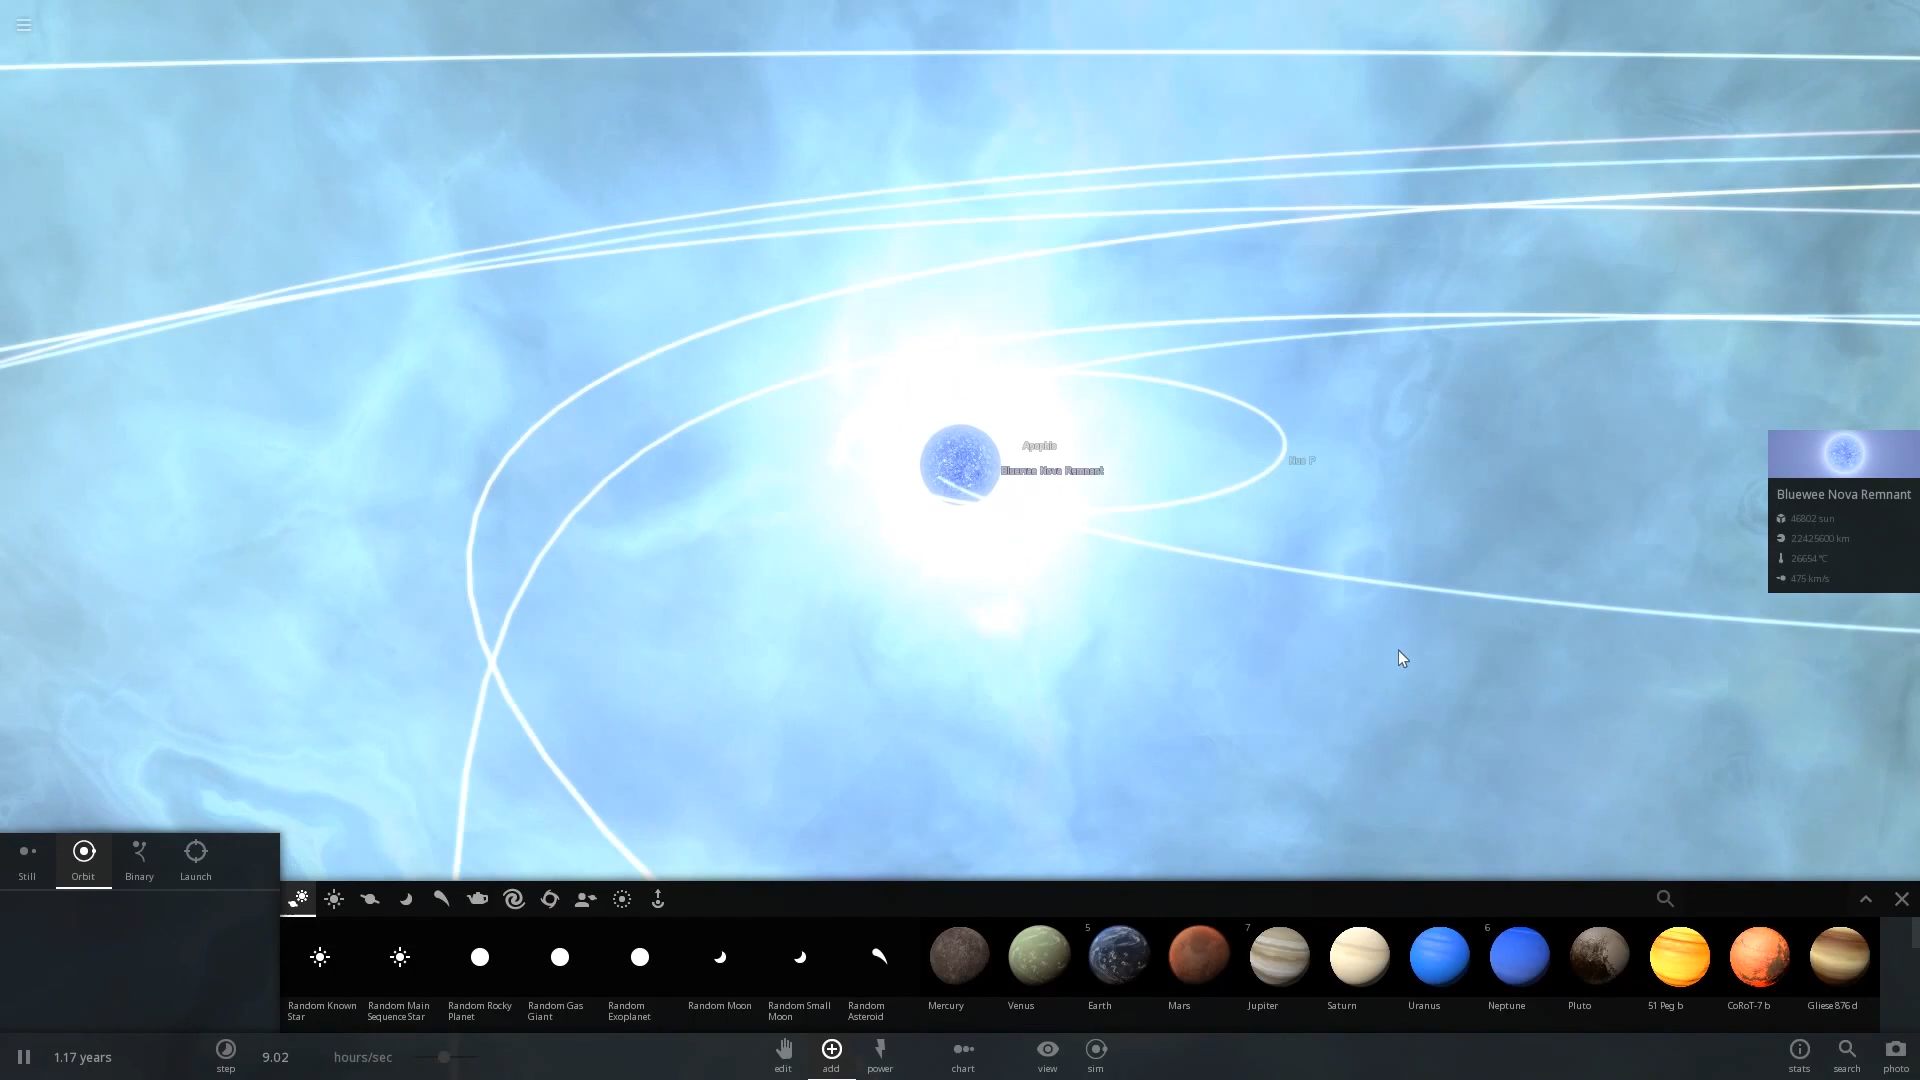 Apophis
Bluewee Nova Remnant
Bluewee Nova Remnant
46802 sun
22425600 km
26654 °C
475 km/s
Still
Orbit
Binary
Launch
5
7
6
Random Known Star
Random Main Sequence Star
Random Rocky Planet
Random Gas Giant
Random Exoplanet
Random Moon
Random Small Moon
Random Asteroid
Mercury
Venus
Earth
Mars
Jupiter
Saturn
Uranus
Neptune
Pluto
51 Peg b
CoRoT-7 b
Gliese 876 d
1.17 years
step
9.02
hours/sec
edit
add
power
chart
view
sim
stats
search
photo